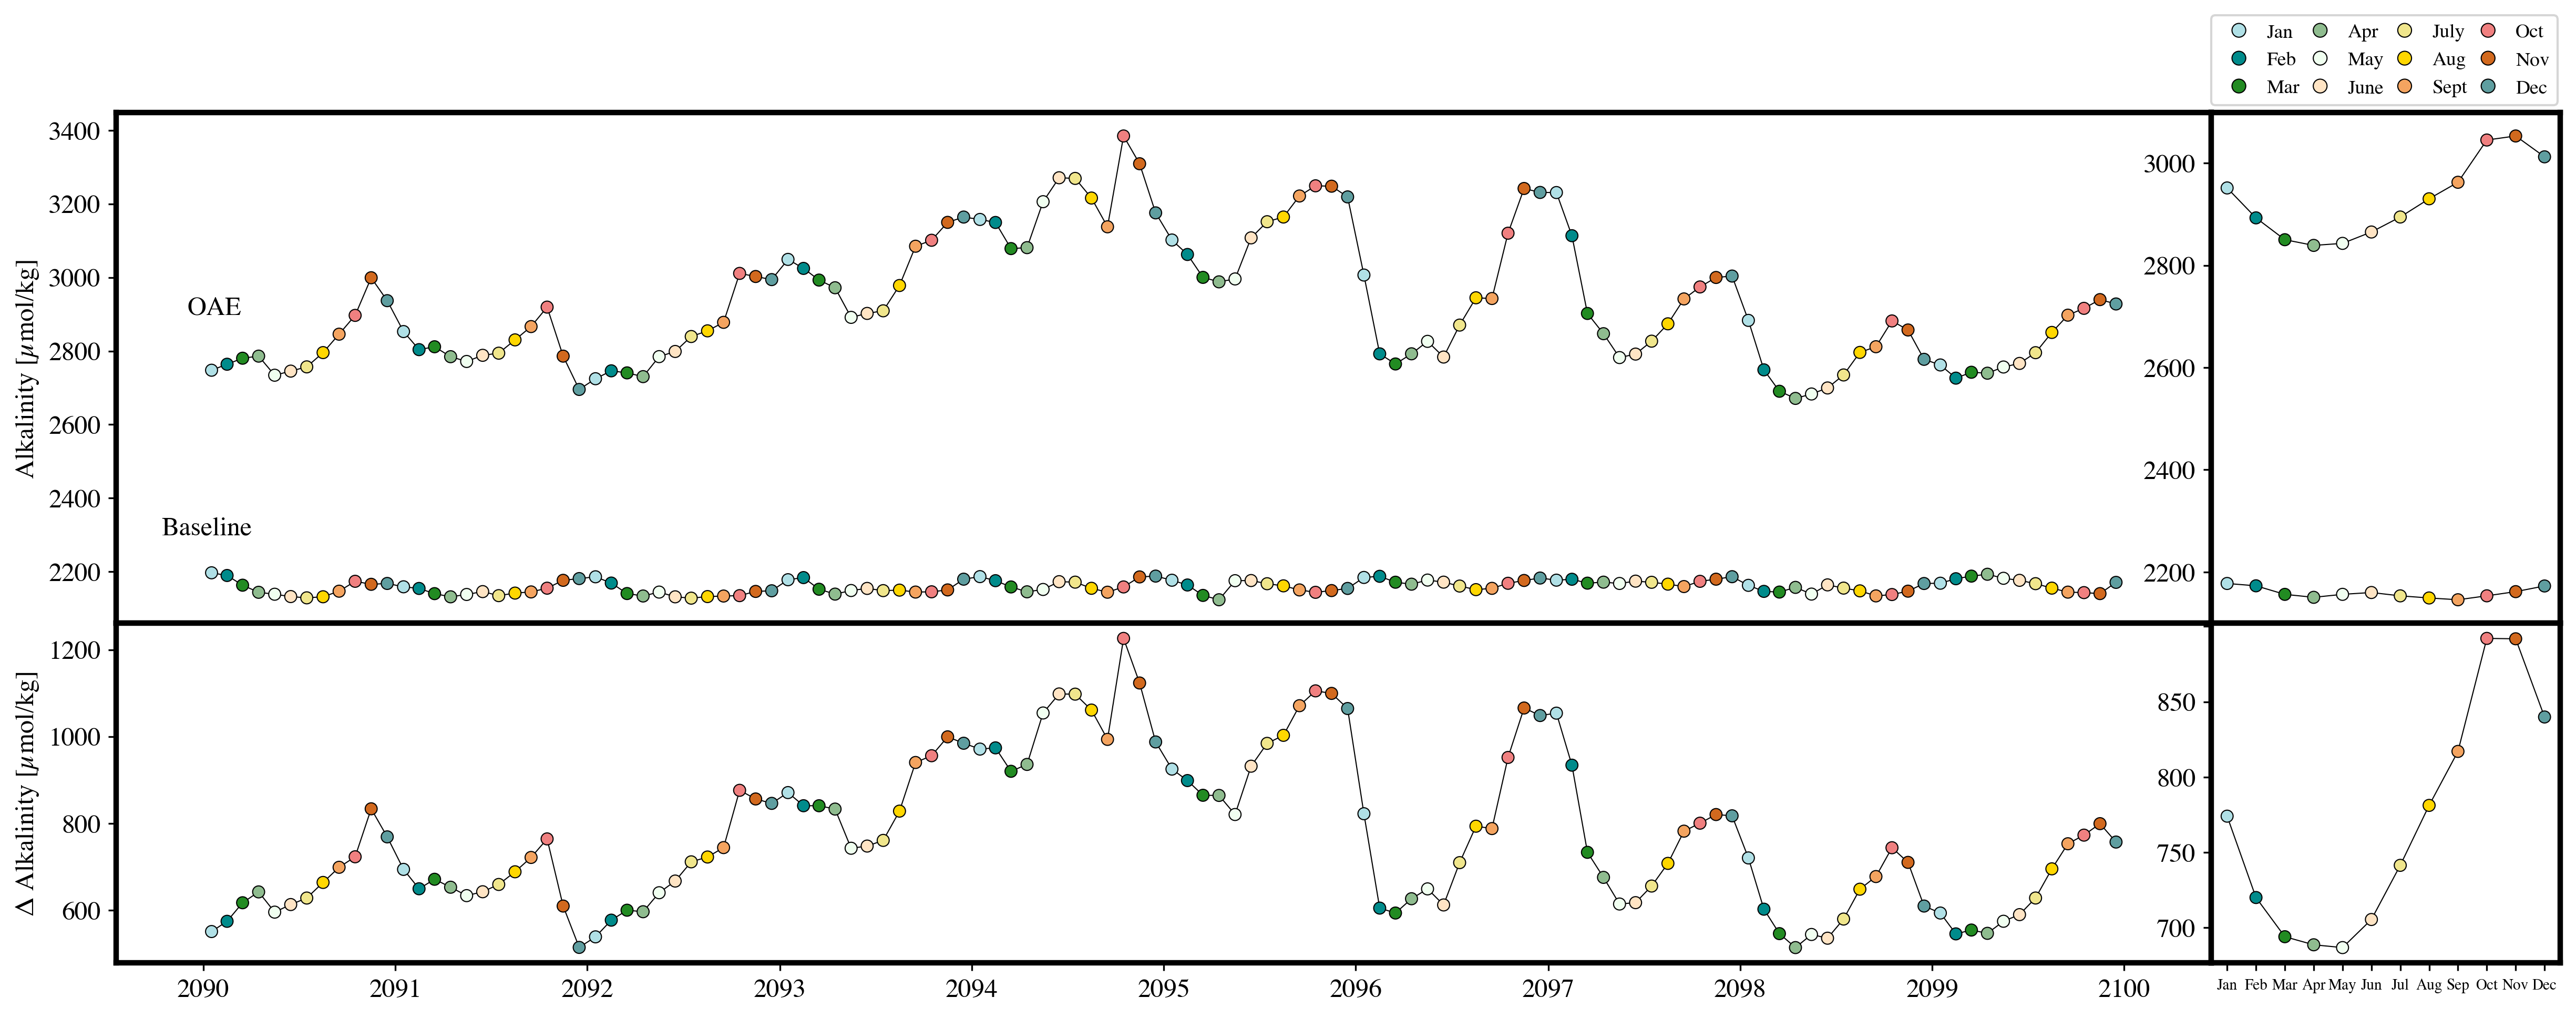 Jan Apr July Oct
Feb May Aug Nov
Mar June Sept Dec
3400
3200
3000
2800
2600
2400
2200
Alkalinity [µmol/kg]
OAE
Baseline
3000
2800
2600
2400
2200
1200
1000
800
600
Δ Alkalinity [µmol/kg]
850
800
750
700
2090 2091 2092 2093 2094 2095 2096 2097 2098 2099 2100
Jan Feb Mar Apr May Jun Jul Aug Sep Oct Nov Dec